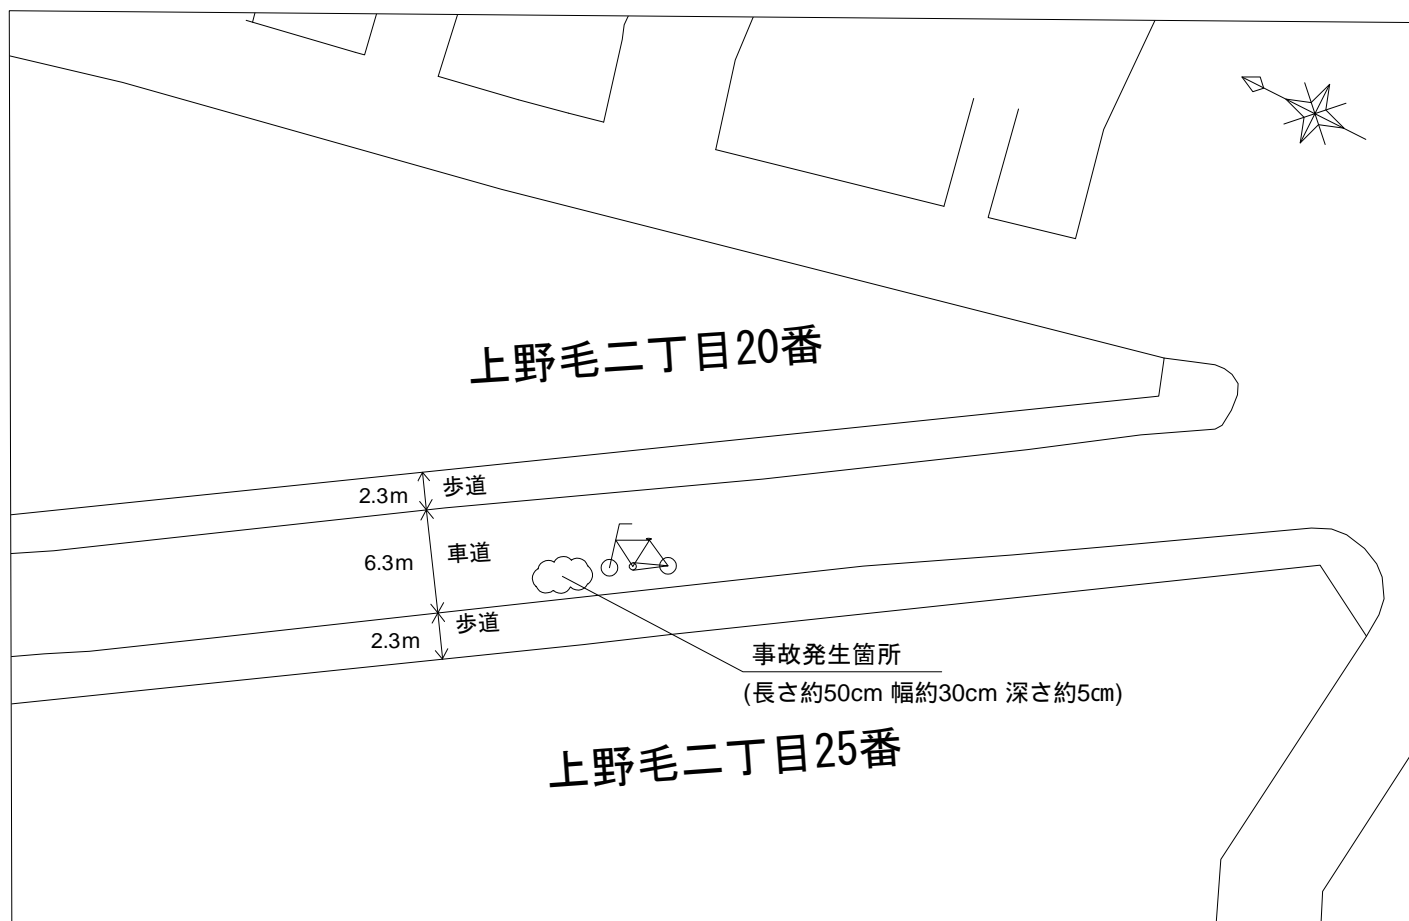 上野毛二丁目20番
2.3m
歩道
6.3m
車道
2.3m
歩道
事故発生箇所
(長さ約50cm 幅約30cm 深さ約5㎝)
上野毛二丁目25番